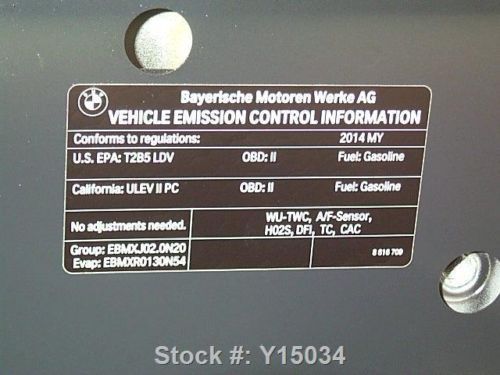 BMW
Bayerische Motoren Werke AG
VEHICLE EMISSION CONTROL INFORMATION
Conforms to regulations: 2014 MY
U.S. EPA: T2B5 LDV OBD: II Fuel: Gasoline
California: ULEV II PC OBD: II Fuel: Gasoline
No adjustments needed. WU-TWC, A/F-Sensor,
HO2S, DFI, TC, CAC
Group: EBMXJ02.0N20
Evap: EBMXR0130N54 8 616 709
Stock #: Y15034